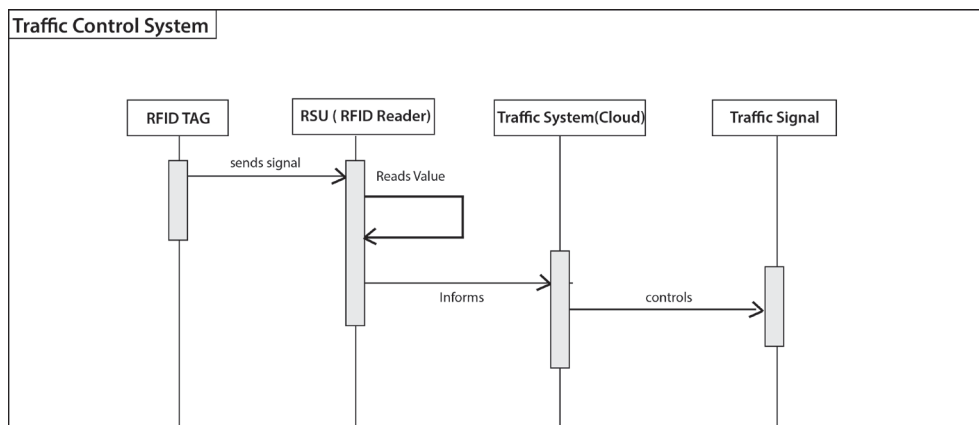 Traffic Control System
RFID TAG
RSU ( RFID Reader)
Traffic System(Cloud)
Traffic Signal
sends signal
Reads Value
Informs
controls